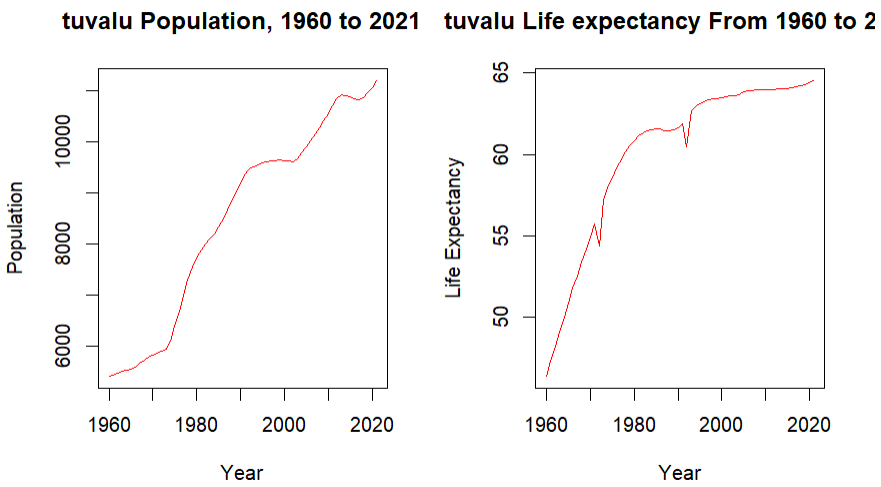 tuvalu Population, 1960 to 2021
Population
6000
8000
10000
1960
1980
2000
2020
Year
tuvalu Life expectancy From 1960 to 2
Life Expectancy
50
55
60
65
1960
1980
2000
2020
Year